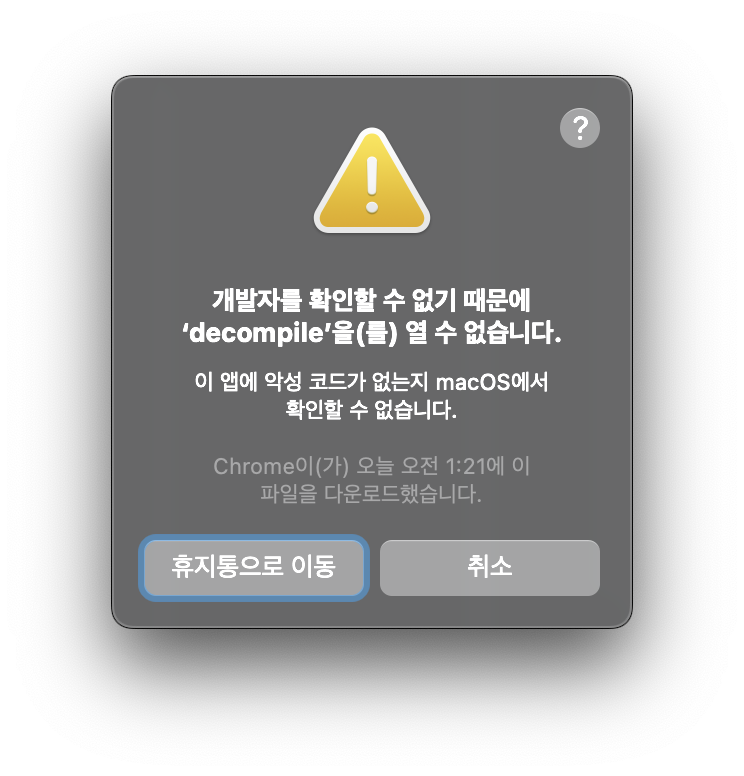 ?
개발자를 확인할 수 없기 때문에
‘decompile’을(를) 열 수 없습니다.
이 앱에 악성 코드가 없는지 macOS에서
확인할 수 없습니다.
Chrome이(가) 오늘 오전 1:21에 이
파일을 다운로드했습니다.
휴지통으로 이동
취소